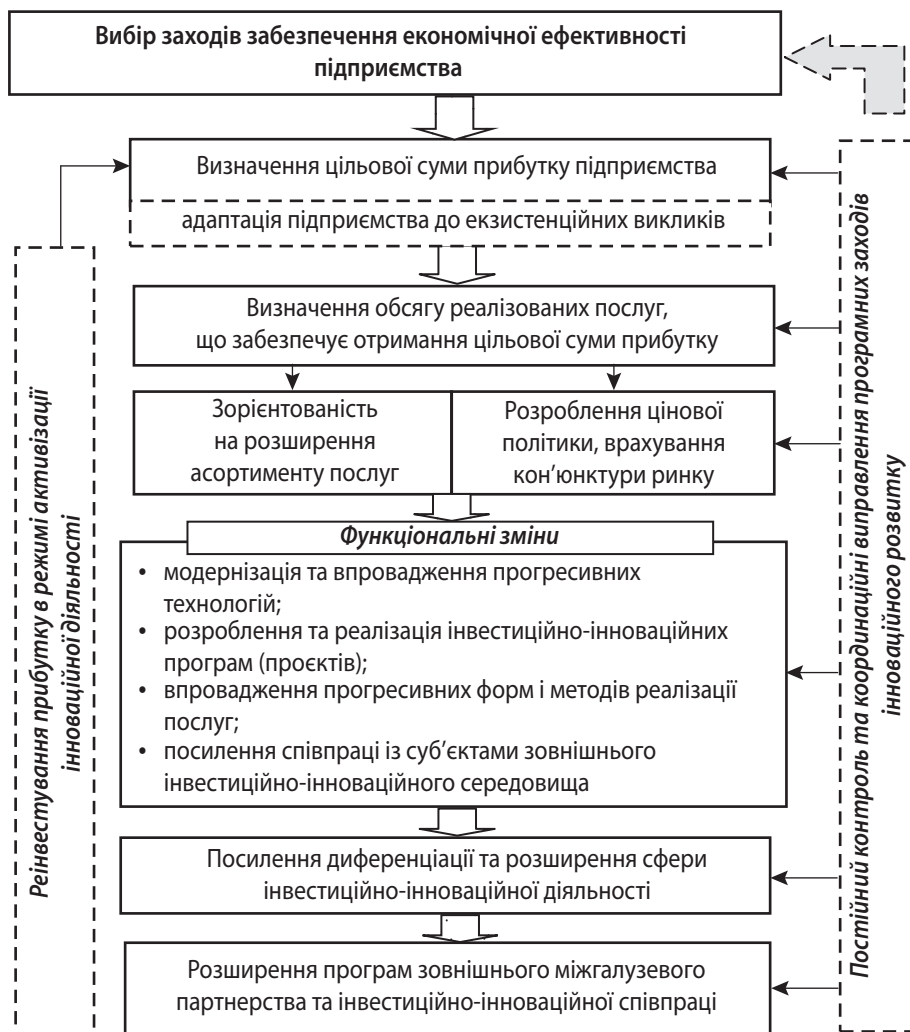 Вибір заходів забезпечення економічної ефективності
підприємства
Визначення цільової суми прибутку підприємства
адаптація підприємства до екзистенційних викликів
Визначення обсягу реалізованих послуг,
що забезпечує отримання цільової суми прибутку
Зорієнтованість
на розширення
асортименту послуг
Розроблення цінової
політики, врахування
кон’юнктури ринку
Функціональні зміни
• модернізація та впровадження прогресивних
технологій;
• розроблення та реалізація інвестиційно-інноваційних
програм (проєктів);
• впровадження прогресивних форм і методів реалізації
послуг;
• посилення співпраці із суб’єктами зовнішнього
інвестиційно-інноваційного середовища
Посилення диференціації та розширення сфери
інвестиційно-інноваційної діяльності
Розширення програм зовнішнього міжгалузевого
партнерства та інвестиційно-інноваційної співпраці
Реінвестування прибутку в режимі активізації
інноваційної діяльності
Постійний контроль та координаційні виправлення програмних заходів
інноваційного розвитку